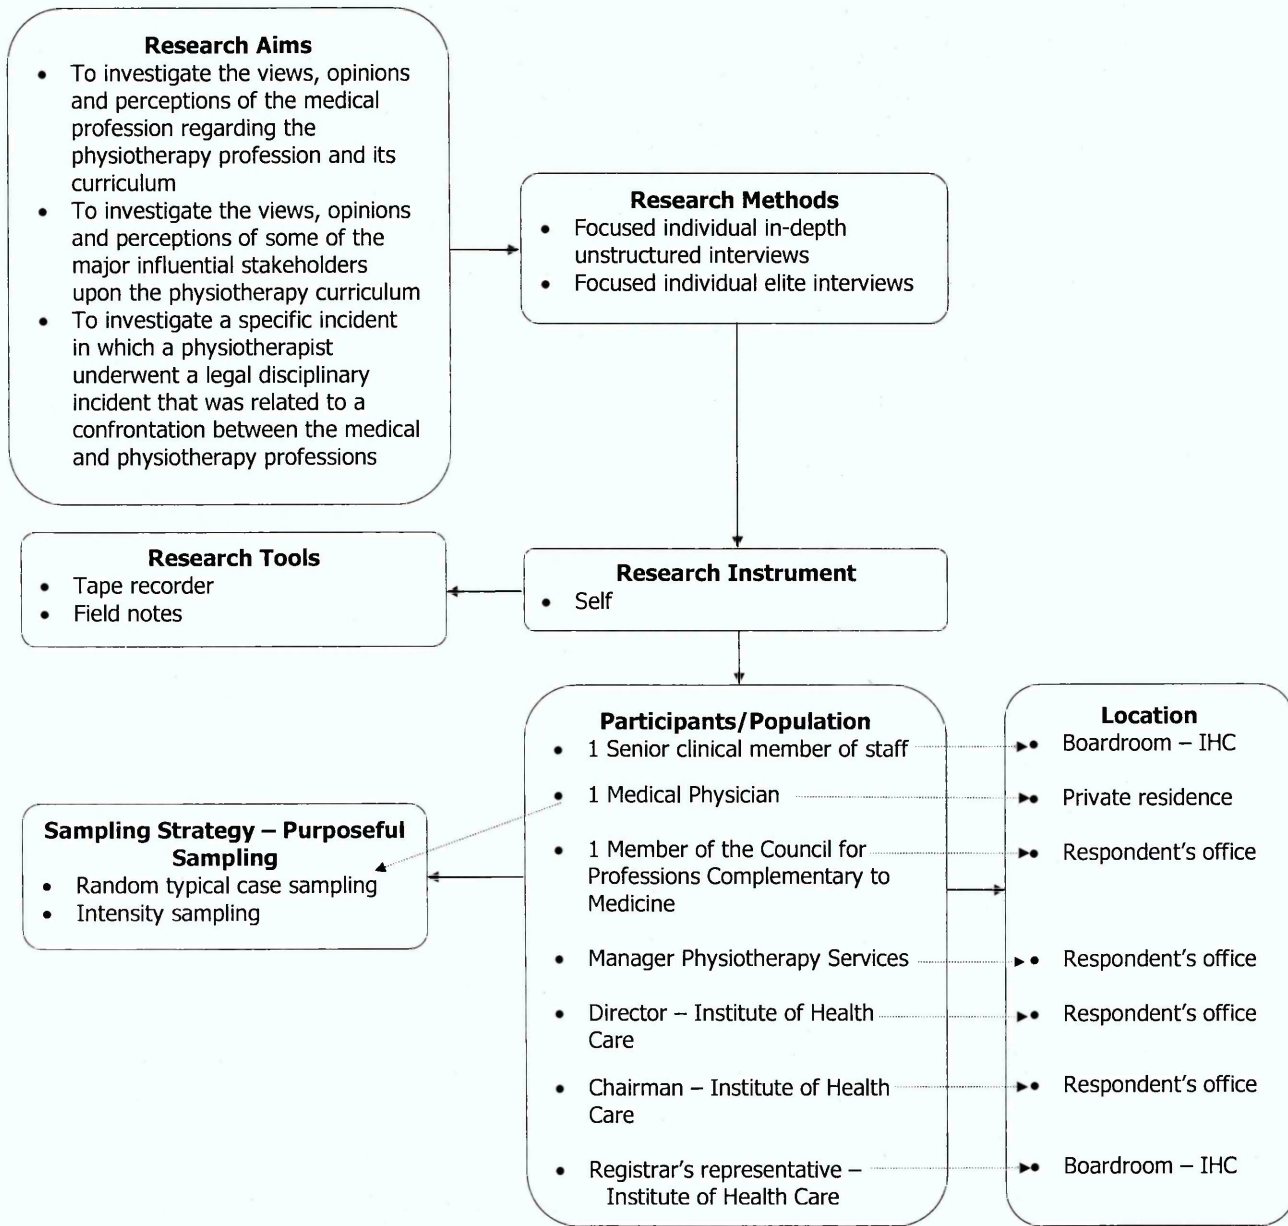 Research Aims
• To investigate the views, opinions
and perceptions of the medical
profession regarding the
physiotherapy profession and its
curriculum
• To investigate the views, opinions
and perceptions of some of the
major influential stakeholders
upon the physiotherapy curriculum
• To investigate a specific incident
in which a physiotherapist
underwent a legal disciplinary
incident that was related to a
confrontation between the medical
and physiotherapy professions
Research Methods
• Focused individual in-depth
unstructured interviews
• Focused individual elite interviews
Research Tools
• Tape recorder
• Field notes
Research Instrument
• Self
Participants/Population
• 1 Senior clinical member of staff
• 1 Medical Physician
• 1 Member of the Council for
Professions Complementary to
Medicine
• Manager Physiotherapy Services
• Director – Institute of Health
Care
• Chairman – Institute of Health
Care
• Registrar's representative –
Institute of Health Care
Location
• Boardroom – IHC
• Private residence
• Respondent's office
• Respondent's office
• Respondent's office
• Respondent's office
• Boardroom – IHC
Sampling Strategy – Purposeful
Sampling
• Random typical case sampling
• Intensity sampling